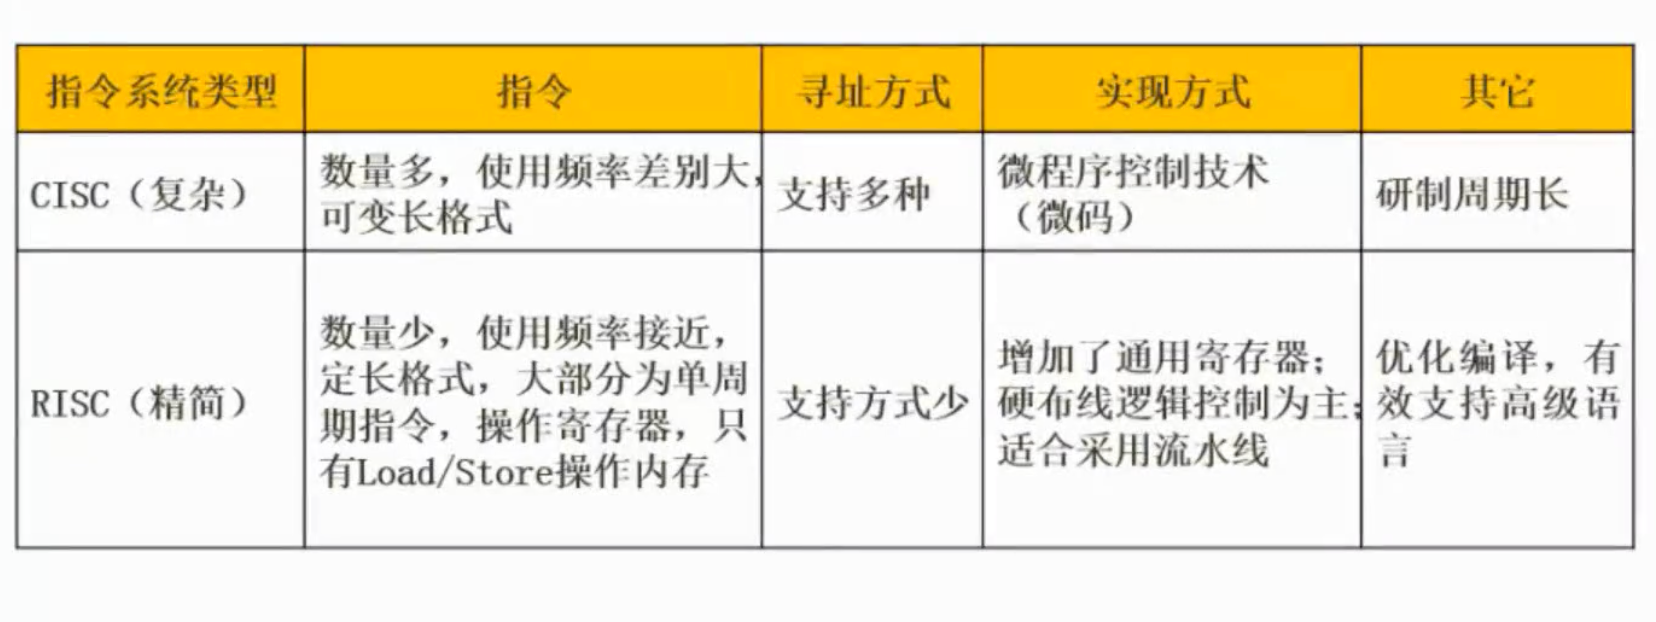 指令系统类型
指令
寻址方式
实现方式
其它
CISC（复杂）
数量多，使用频率差别大，
可变长格式
支持多种
微程序控制技术
（微码）
研制周期长
RISC（精简）
数量少，使用频率接近，
定长格式，大部分为单周
期指令，操作寄存器，只
有Load/Store操作内存
支持方式少
增加了通用寄存器；
硬布线逻辑控制为主；
适合采用流水线
优化编译，有
效支持高级语
言